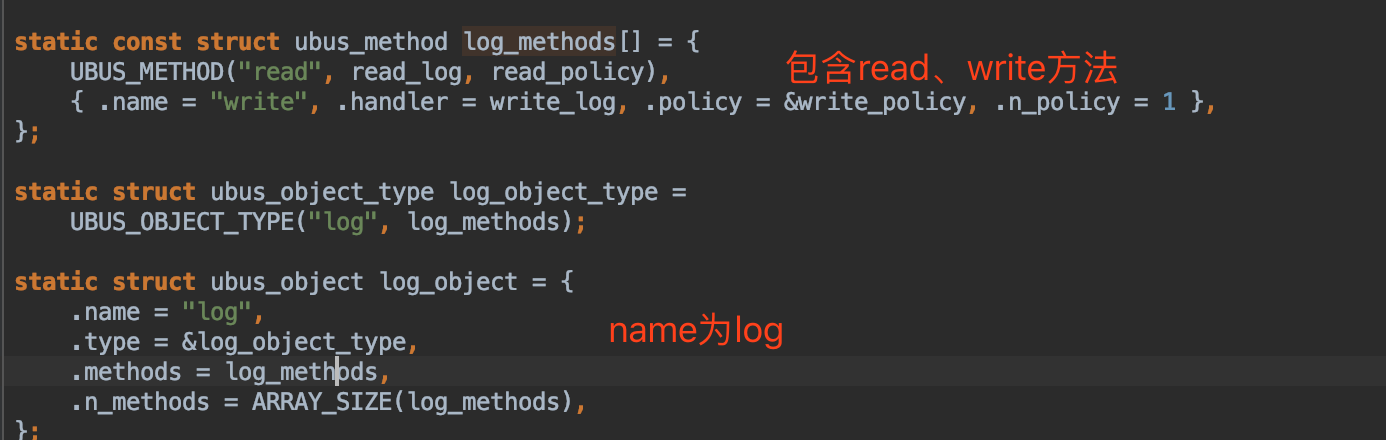 static const struct ubus_method log_methods[] = {
    UBUS_METHOD("read", read_log, read_policy),
包含read、write方法
    { .name = "write", .handler = write_log, .policy = &write_policy, .n_policy = 1 },
};
static struct ubus_object_type log_object_type =
    UBUS_OBJECT_TYPE("log", log_methods);
static struct ubus_object log_object = {
    .name = "log",
name为log
    .type = &log_object_type,
    .methods = log_methods,
    .n_methods = ARRAY_SIZE(log_methods),
};